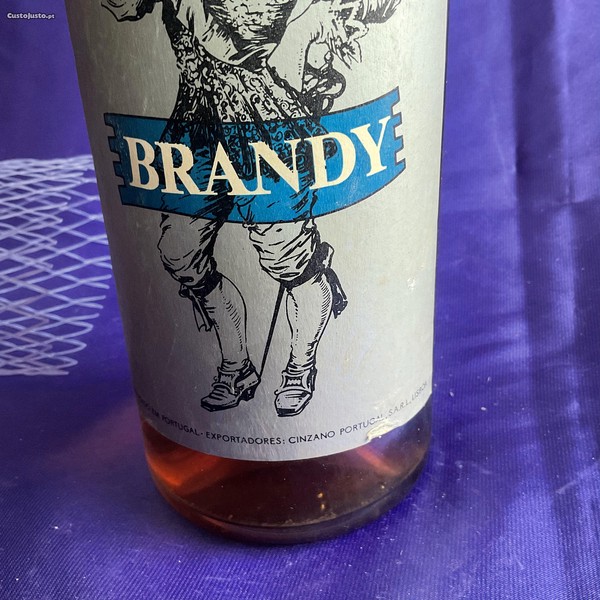 CustoJusto.pt
BRANDY
PORTUGAL.- EXPORTADORES: CINZANO PORTUGAL, S.A.R.L. LISBOA